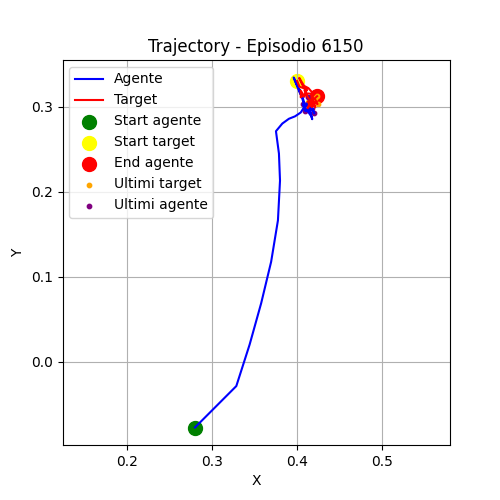 Trajectory - Episodio 6150
Agente
Target
Start agente
Start target
End agente
Ultimi target
Ultimi agente
0.3
0.2
0.1
0.0
Y
0.2
0.3
0.4
0.5
X